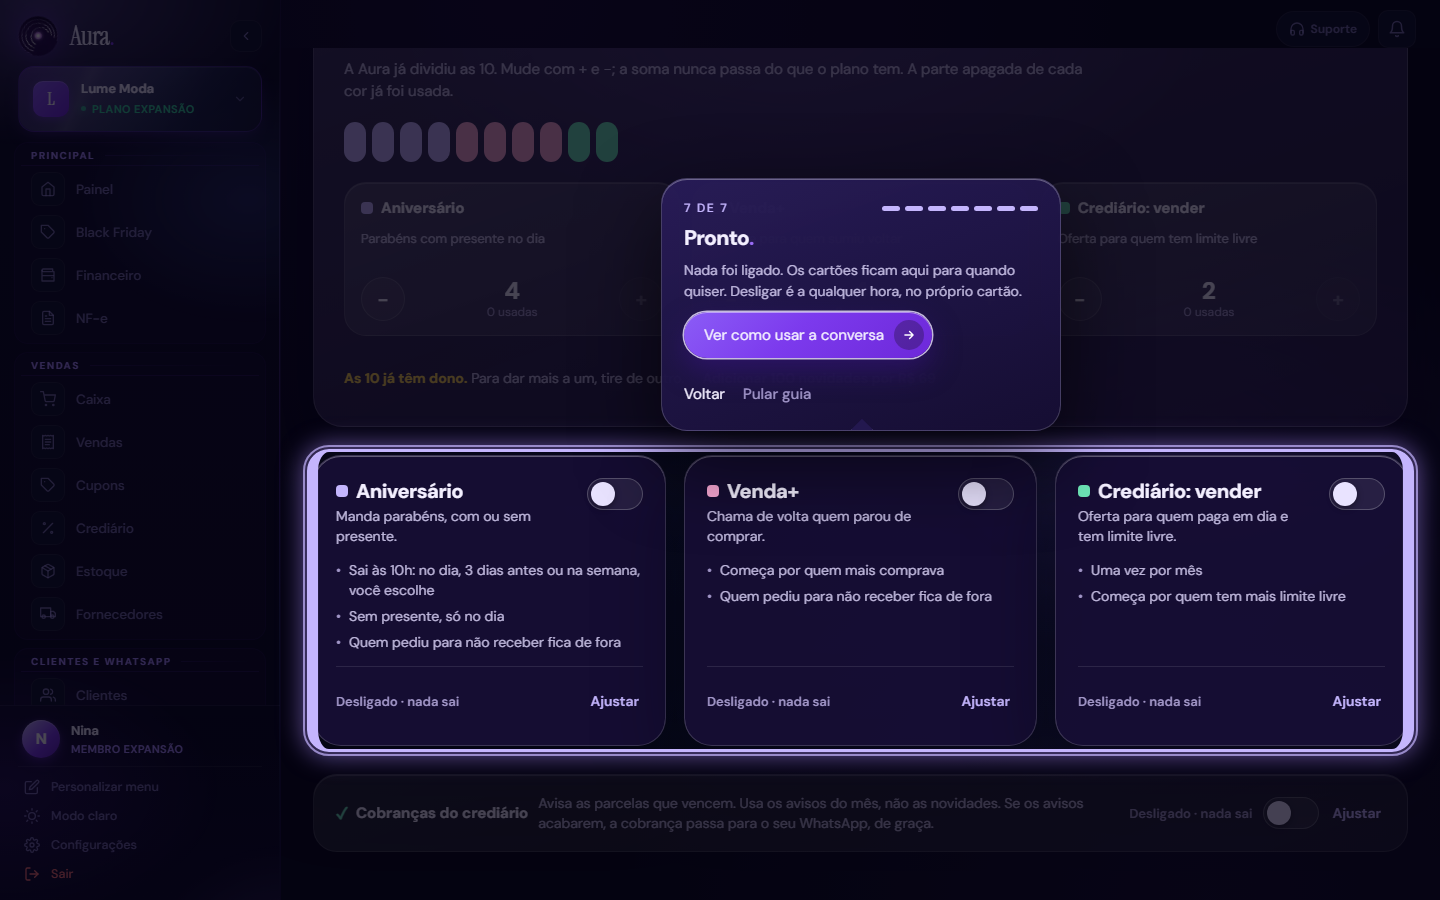 Aura.
Suporte
L
Lume Moda
PLANO EXPANSÃO
PRINCIPAL
Painel
Black Friday
Financeiro
NF-e
VENDAS
Caixa
Vendas
Cupons
Crediário
Estoque
Fornecedores
CLIENTES E WHATSAPP
Clientes
N
Nina
MEMBRO EXPANSÃO
Personalizar menu
Modo claro
Configurações
Sair
A Aura já dividiu as 10. Mude com + e −; a soma nunca passa do que o plano tem. A parte apagada de cada
cor já foi usada.
Aniversário
Parabéns com presente no dia
− 4 +
0 usadas
Crediário: vender
Oferta para quem tem limite livre
− 2 +
0 usadas
As 10 já têm dono. Para dar mais a um, tire de
7 DE 7
Pronto.
Nada foi ligado. Os cartões ficam aqui para quando
quiser. Desligar é a qualquer hora, no próprio cartão.
Ver como usar a conversa →
Voltar Pular guia
Aniversário
Manda parabéns, com ou sem
presente.
• Sai às 10h: no dia, 3 dias antes ou na semana,
você escolhe
• Sem presente, só no dia
• Quem pediu para não receber fica de fora
Desligado · nada sai Ajustar
Venda+
Chama de volta quem parou de
comprar.
• Começa por quem mais comprava
• Quem pediu para não receber fica de fora
Desligado · nada sai Ajustar
Crediário: vender
Oferta para quem paga em dia e
tem limite livre.
• Uma vez por mês
• Começa por quem tem mais limite livre
Desligado · nada sai Ajustar
✓ Cobranças do crediário
Avisa as parcelas que vencem. Usa os avisos do mês, não as novidades. Se os avisos
acabarem, a cobrança passa para o seu WhatsApp, de graça.
Desligado · nada sai Ajustar